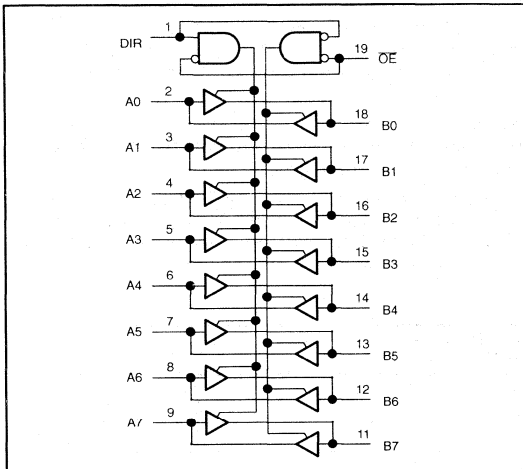 DIR 1
19 OE
A0 2
18 B0
A1 3
17 B1
A2 4
16 B2
A3 5
15 B3
A4 6
14 B4
A5 7
13 B5
A6 8
12 B6
A7 9
11 B7